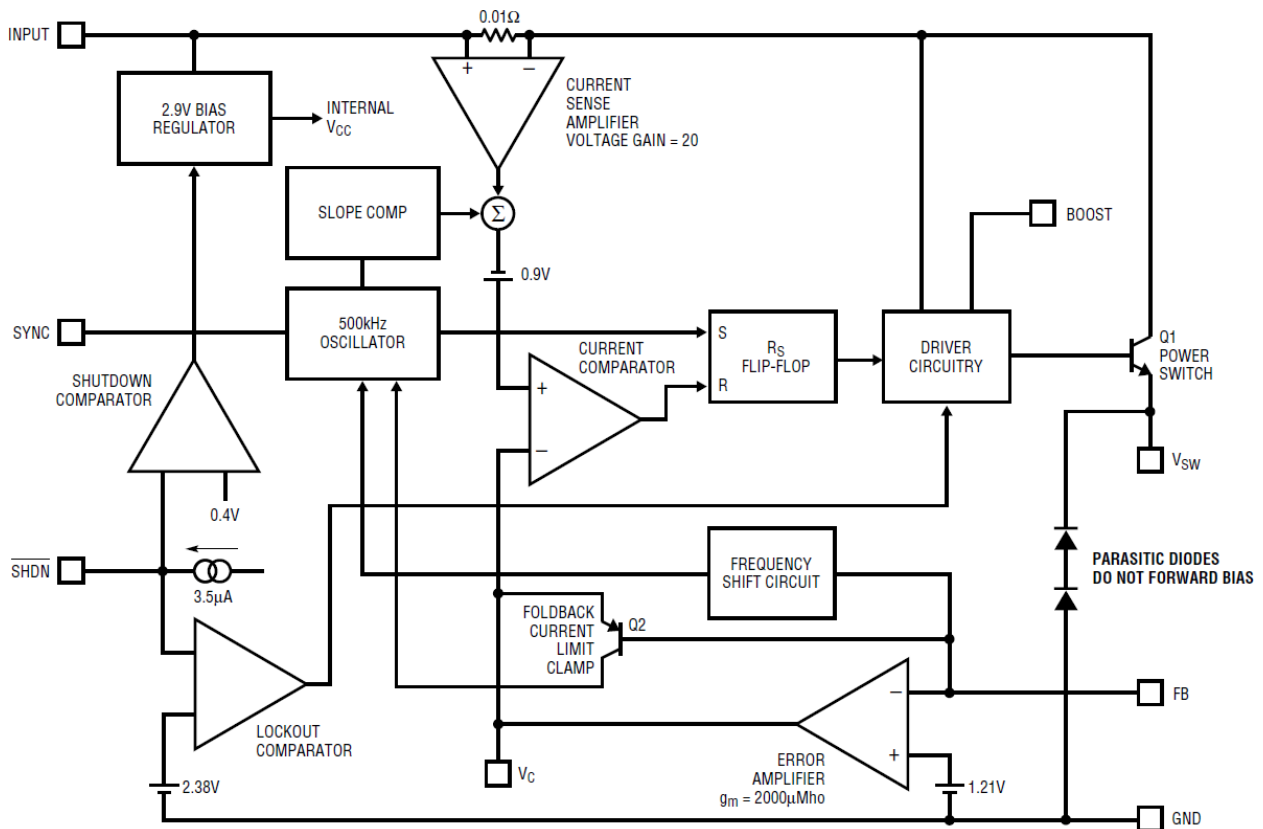 INPUT
0.01Ω
+ −
CURRENT
SENSE
AMPLIFIER
VOLTAGE GAIN = 20
2.9V BIAS
REGULATOR
INTERNAL
VCC
SLOPE COMP
Σ
BOOST
0.9V
SYNC
500kHz
OSCILLATOR
S
R
RS
FLIP-FLOP
DRIVER
CIRCUITRY
Q1
POWER
SWITCH
CURRENT
COMPARATOR
+
−
SHUTDOWN
COMPARATOR
VSW
0.4V
SHDN
3.5µA
FREQUENCY
SHIFT CIRCUIT
PARASITIC DIODES
DO NOT FORWARD BIAS
FOLDBACK
CURRENT
LIMIT
CLAMP
Q2
−
+
FB
LOCKOUT
COMPARATOR
2.38V
VC
ERROR
AMPLIFIER
gm = 2000µMho
1.21V
GND